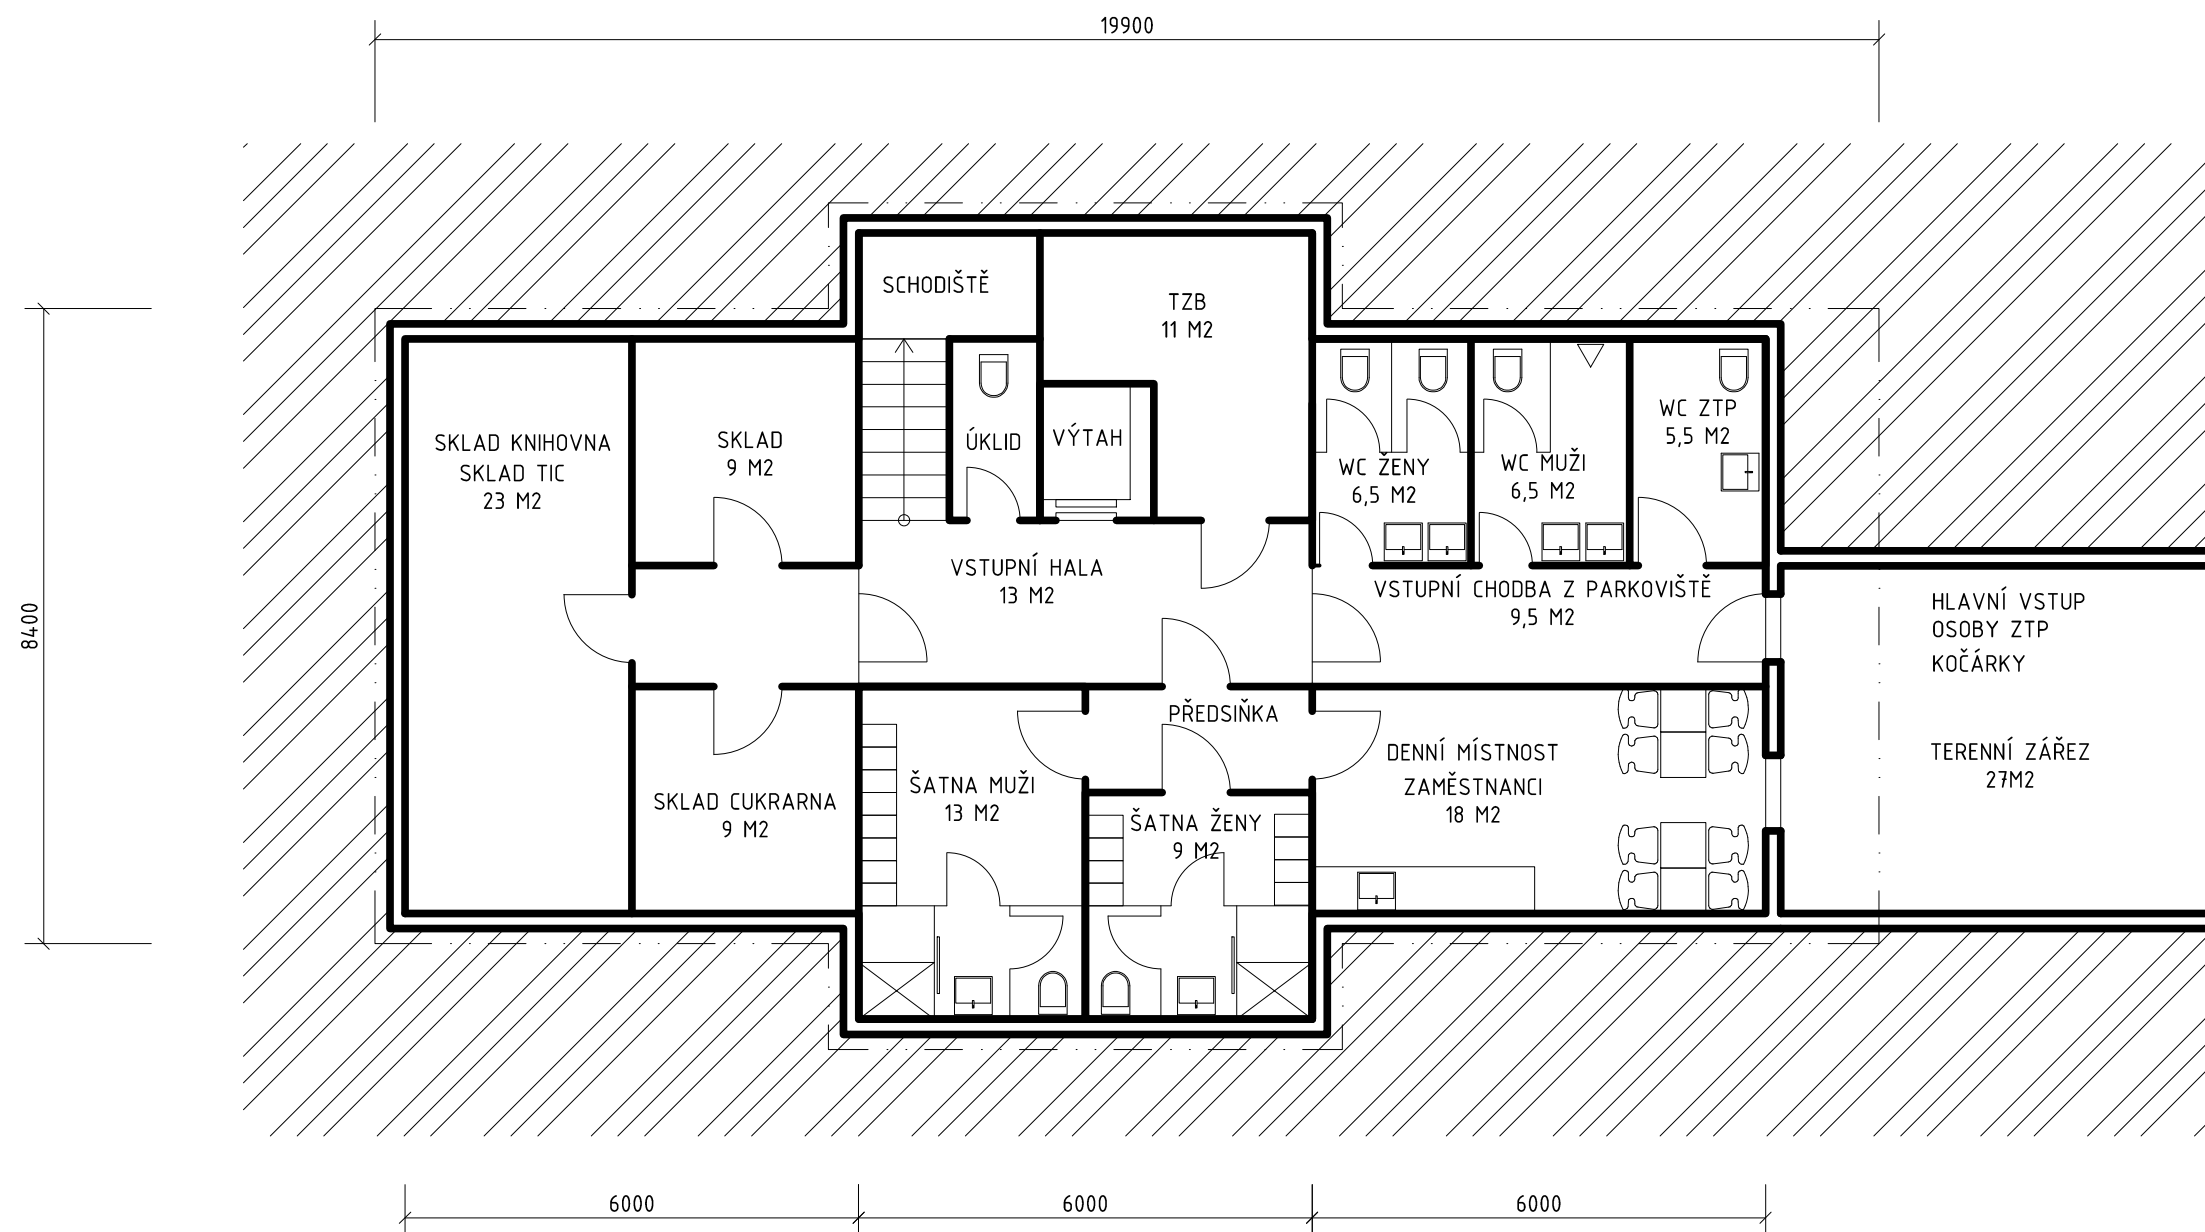 19900
SCHODIŠTĚ
TZB
11 M2
SKLAD KNIHOVNA
SKLAD TIC
23 M2
SKLAD
9 M2
ÚKLID
VÝTAH
WC ŽENY
6,5 M2
WC MUŽI
6,5 M2
WC ZTP
5,5 M2
VSTUPNÍ HALA
13 M2
VSTUPNÍ CHODBA Z PARKOVIŠTĚ
9,5 M2
HLAVNÍ VSTUP
OSOBY ZTP
KOČÁRKY
8400
PŘEDSIŇKA
SKLAD CUKRARNA
9 M2
ŠATNA MUŽI
13 M2
ŠATNA ŽENY
9 M2
DENNÍ MÍSTNOST
ZAMĚSTNANCI
18 M2
TERENNÍ ZÁŘEZ
27M2
6000
6000
6000